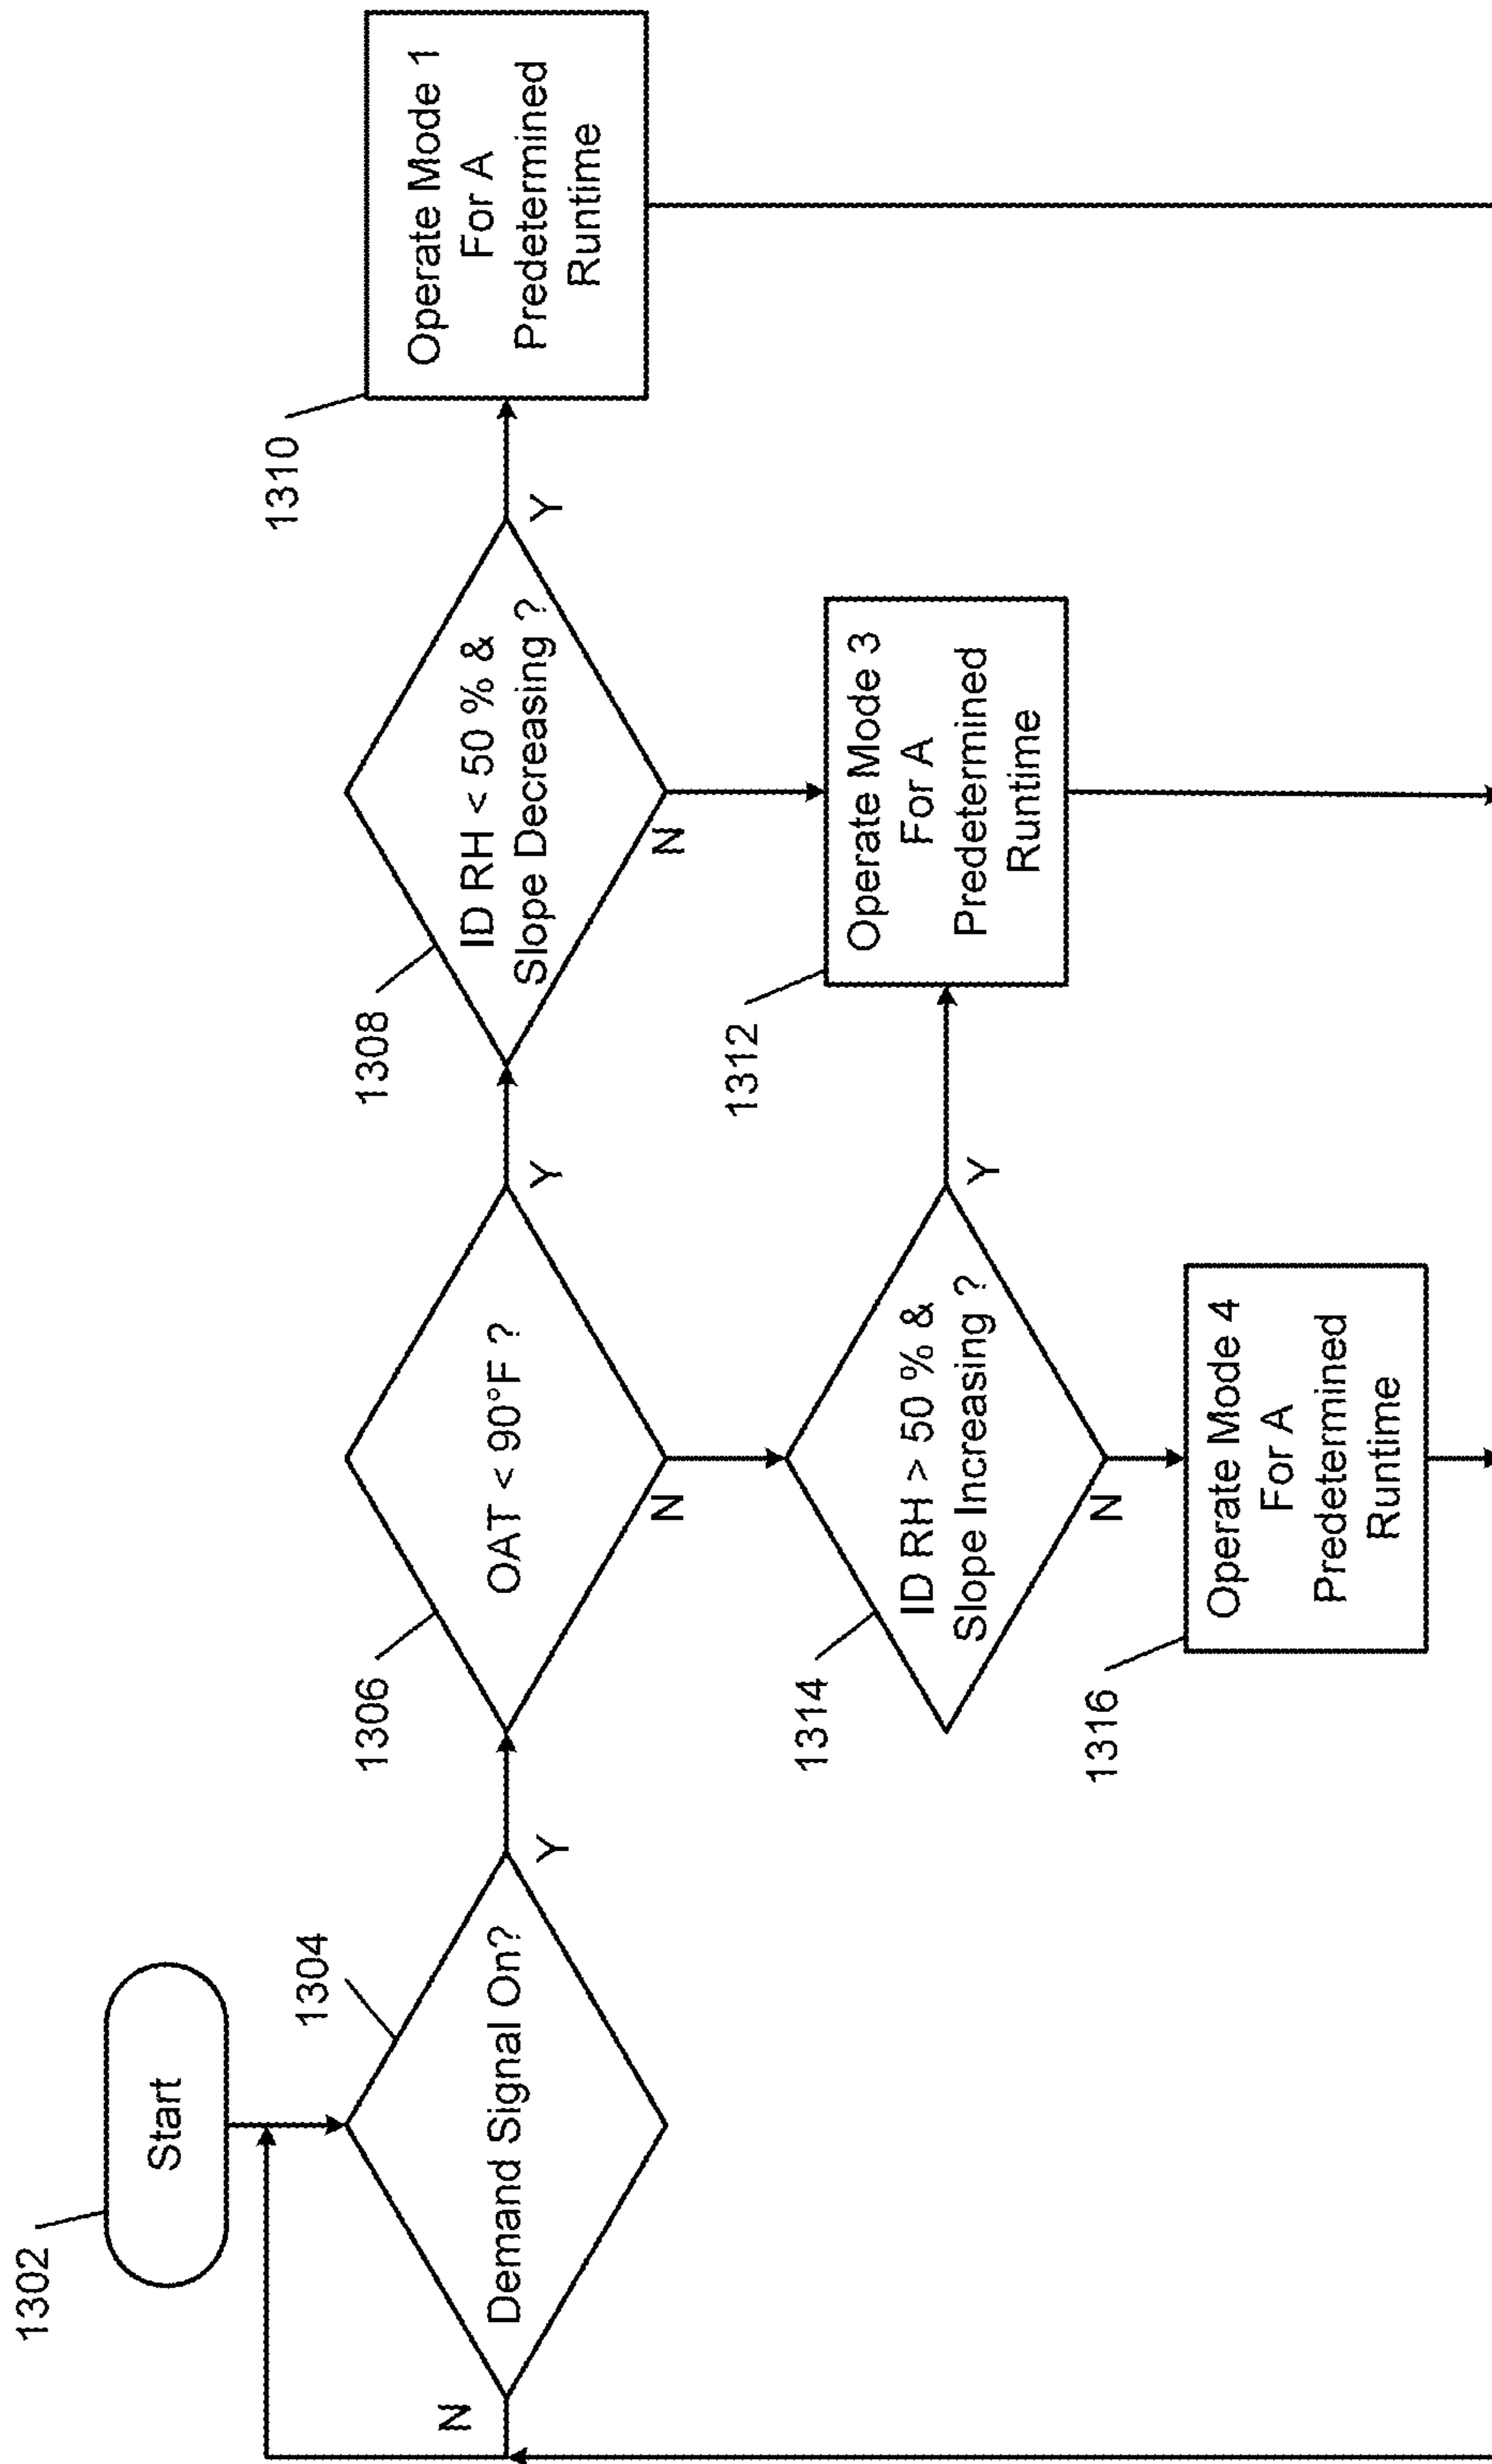 1302
Start
1304
Demand Signal On?
N
Y
1306
OAT < 90°F ?
Y
N
1308
ID RH < 50 % &
Slope Decreasing ?
Y
N
1310
Operate Mode 1
For A
Predetermined
Runtime
1314
ID RH > 50 % &
Slope Increasing ?
Y
N
1312
Operate Mode 3
For A
Predetermined
Runtime
1316
Operate Mode 4
For A
Predetermined
Runtime